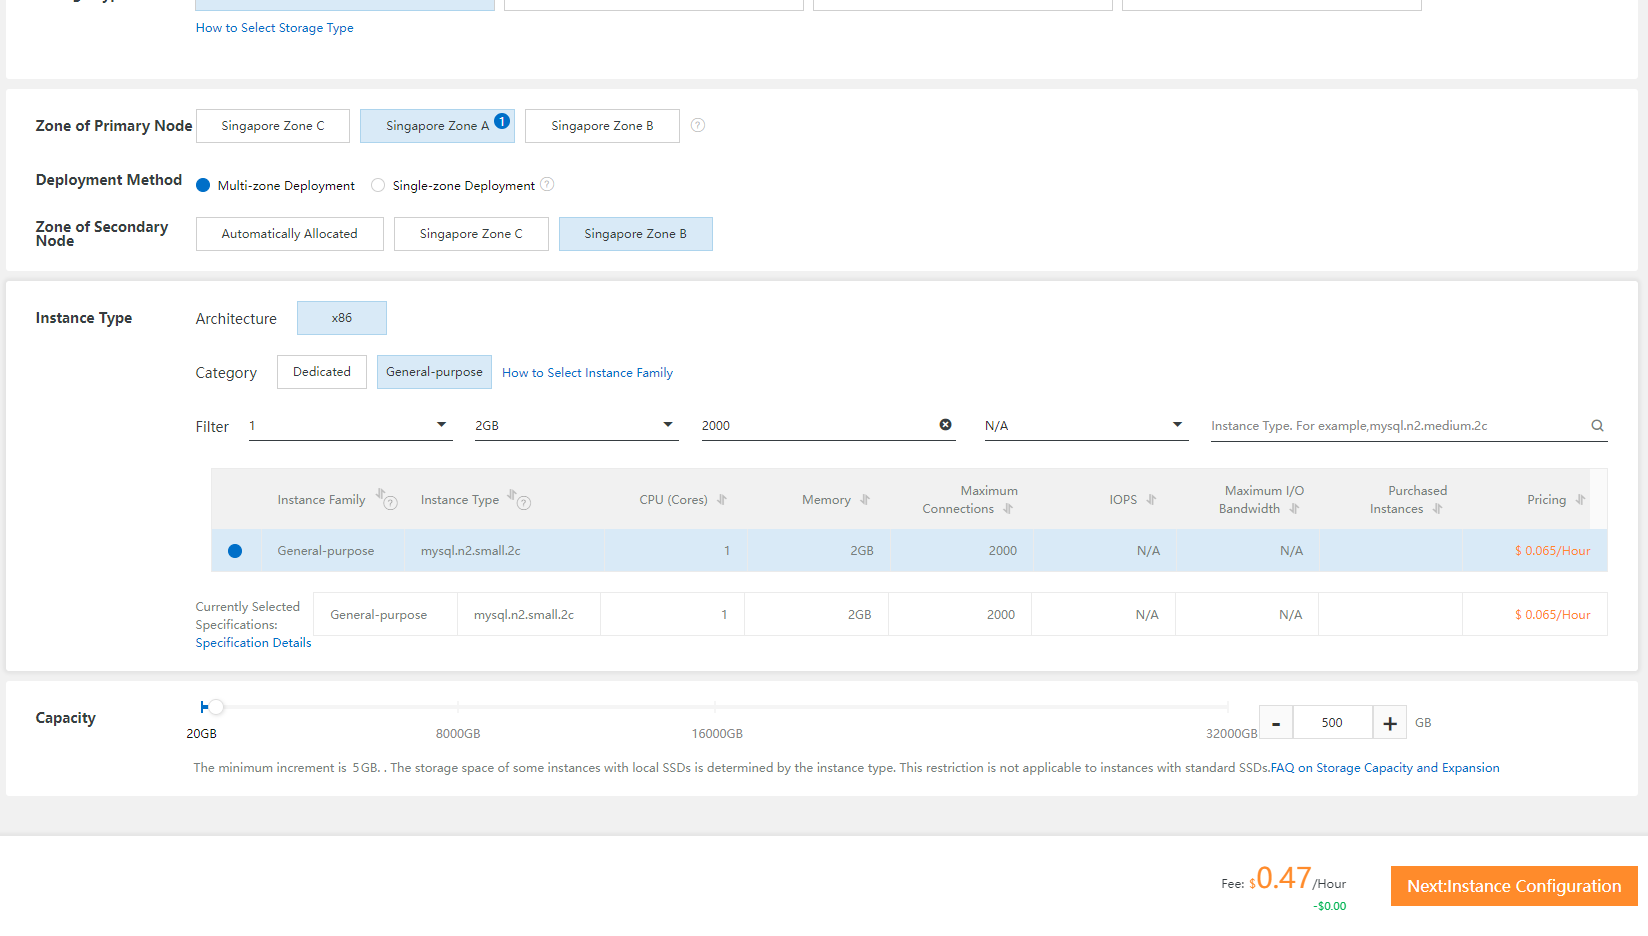 How to Select Storage Type
Zone of Primary Node
Singapore Zone C
Singapore Zone A
1
Singapore Zone B
?
Deployment Method
Multi-zone Deployment
Single-zone Deployment
?
Zone of Secondary
Node
Automatically Allocated
Singapore Zone C
Singapore Zone B
Instance Type
Architecture
x86
Category
Dedicated
General-purpose
How to Select Instance Family
Filter
1
2GB
2000
N/A
Instance Type. For example,mysql.n2.medium.2c
Instance Family
?
Instance Type
?
CPU (Cores)
Memory
Maximum
Connections
IOPS
Maximum I/O
Bandwidth
Purchased
Instances
Pricing
General-purpose
mysql.n2.small.2c
1
2GB
2000
N/A
N/A
$ 0.065/Hour
Currently Selected
Specifications:
Specification Details
General-purpose
mysql.n2.small.2c
1
2GB
2000
N/A
N/A
$ 0.065/Hour
Capacity
20GB
8000GB
16000GB
32000GB
-
500
+
GB
The minimum increment is 5GB. . The storage space of some instances with local SSDs is determined by the instance type. This restriction is not applicable to instances with standard SSDs.FAQ on Storage Capacity and Expansion
Fee: $0.47/Hour
-$0.00
Next:Instance Configuration